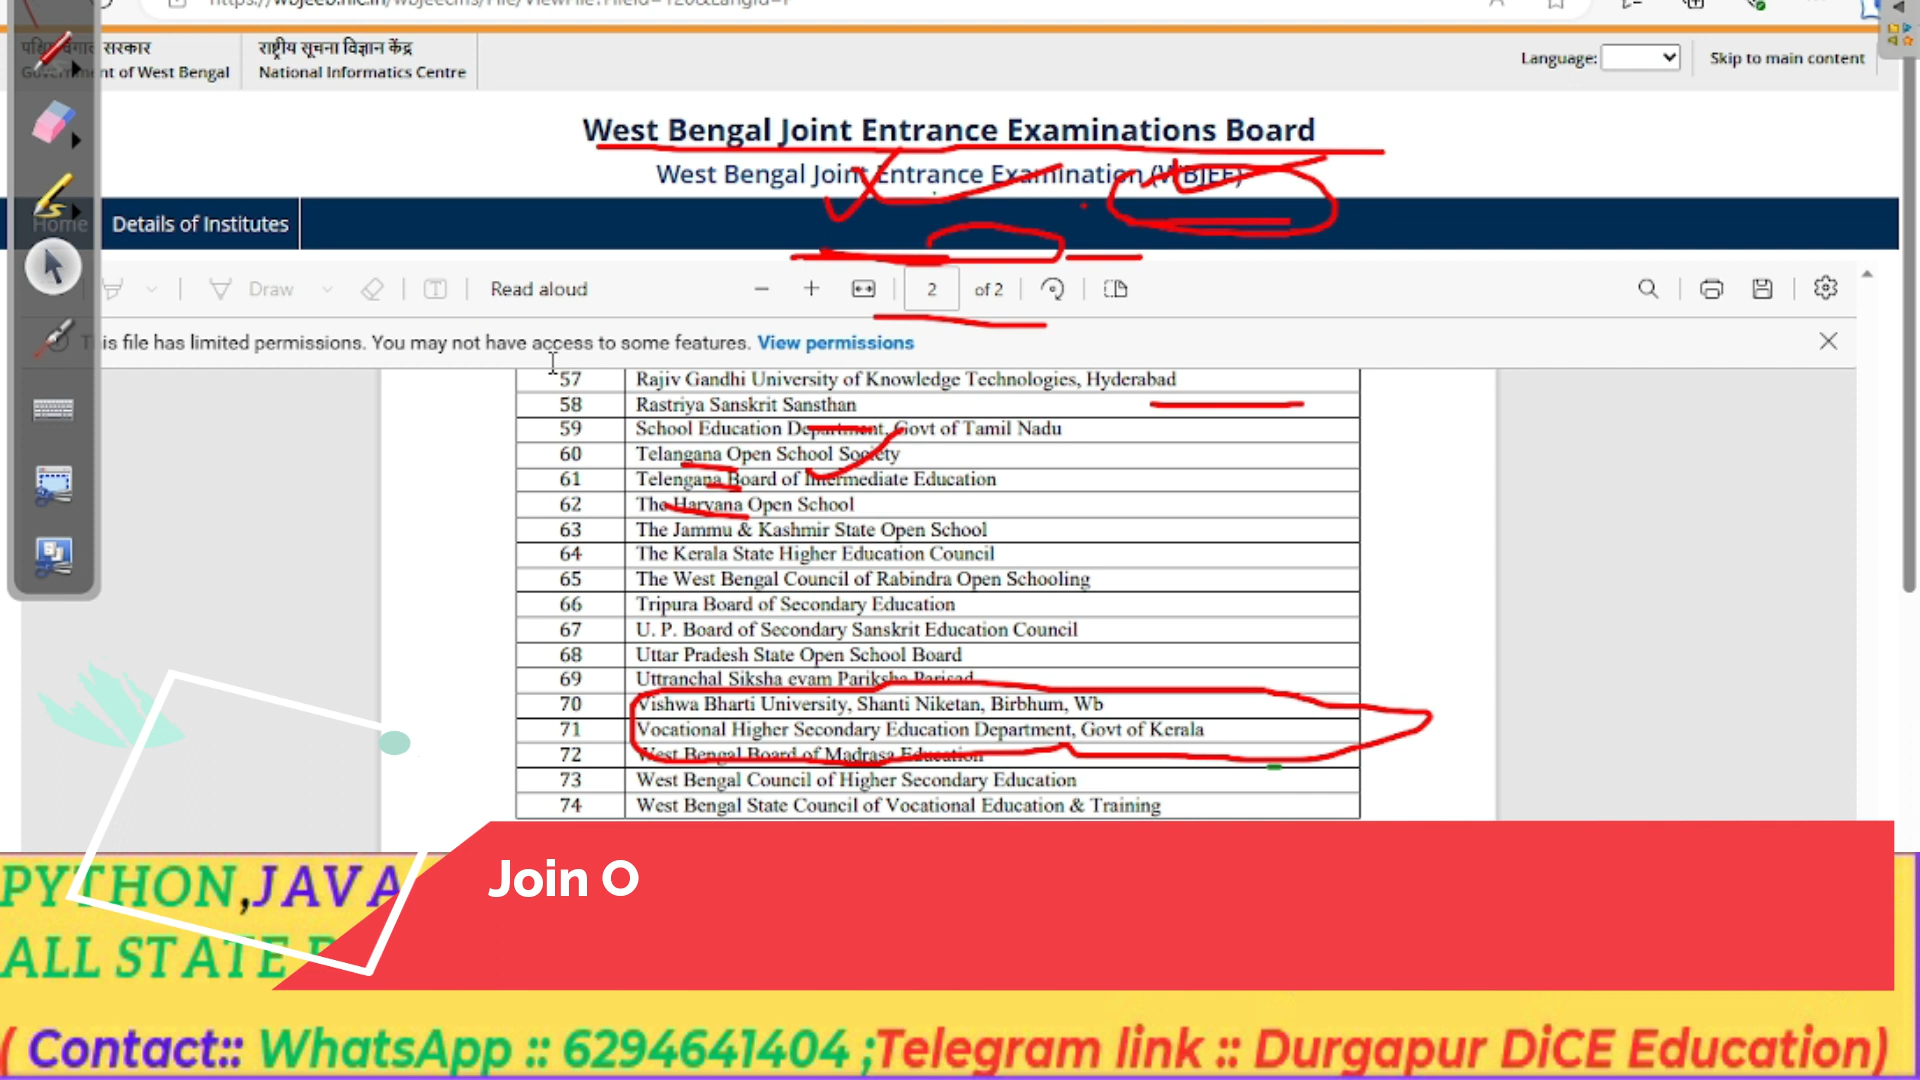 पश्चिम बंगाल सरकार
Government of West Bengal
राष्ट्रीय सूचना विज्ञान केंद्र
National Informatics Centre
Language:
Skip to main content
West Bengal Joint Entrance Examinations Board
West Bengal Joint Entrance Examination (WBJEE)
Home
Details of Institutes
Draw
Read aloud
2 of 2
is file has limited permissions. You may not have access to some features. View permissions
57 Rajiv Gandhi University of Knowledge Technologies, Hyderabad
58 Rastriya Sanskrit Sansthan
59 School Education Department, Govt of Tamil Nadu
60 Telangana Open School Society
61 Telengana Board of Intermediate Education
62 The Haryana Open School
63 The Jammu & Kashmir State Open School
64 The Kerala State Higher Education Council
65 The West Bengal Council of Rabindra Open Schooling
66 Tripura Board of Secondary Education
67 U. P. Board of Secondary Sanskrit Education Council
68 Uttar Pradesh State Open School Board
69 Uttranchal Siksha evam Pariksha Parisad
70 Vishwa Bharti University, Shanti Niketan, Birbhum, Wb
71 Vocational Higher Secondary Education Department, Govt of Kerala
72 West Bengal Board of Madrasa Education
73 West Bengal Council of Higher Secondary Education
74 West Bengal State Council of Vocational Education & Training
Join O
PYTHON,JAVA
ALL STATE
( Contact:: WhatsApp :: 6294641404 ;Telegram link :: Durgapur DiCE Education)